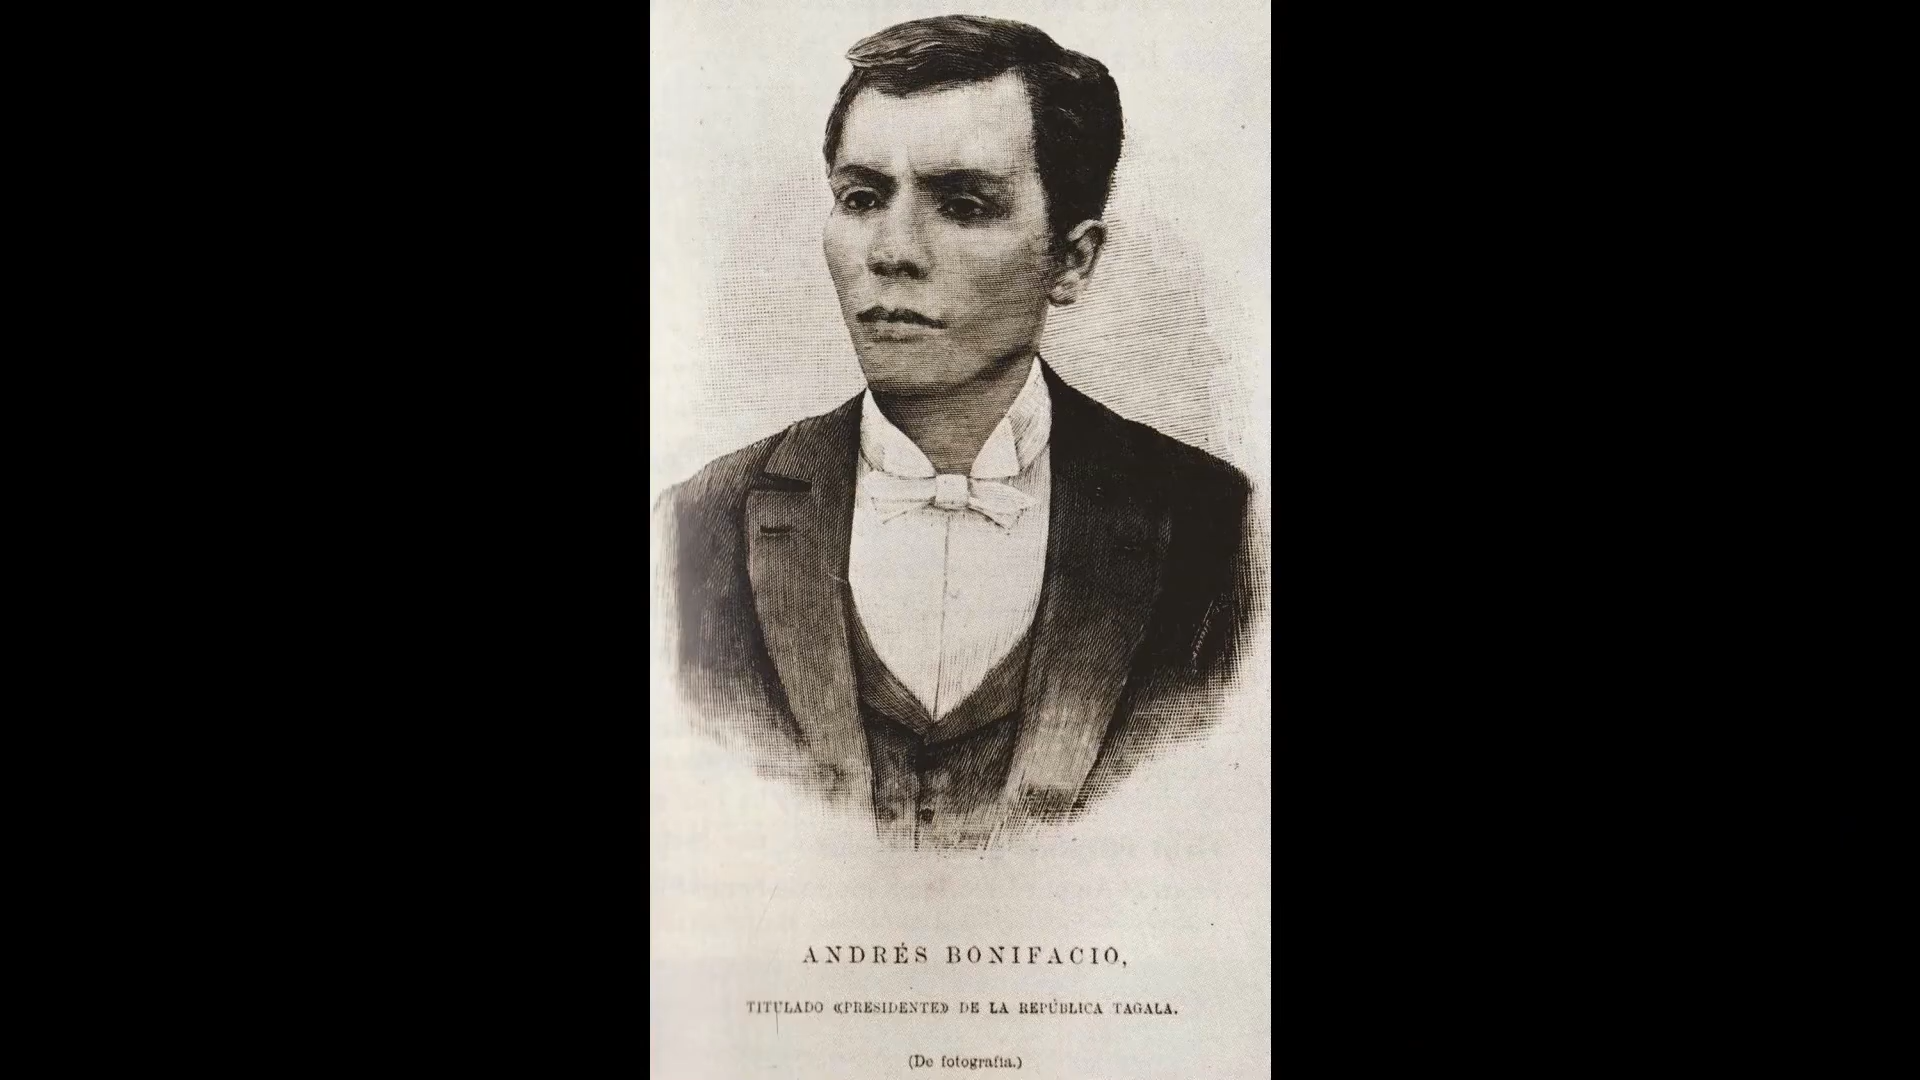 ANDRÉS BONIFACIO,
TITULADO «PRESIDENTE» DE LA REPÚBLICA TAGALA.
(De fotografía.)